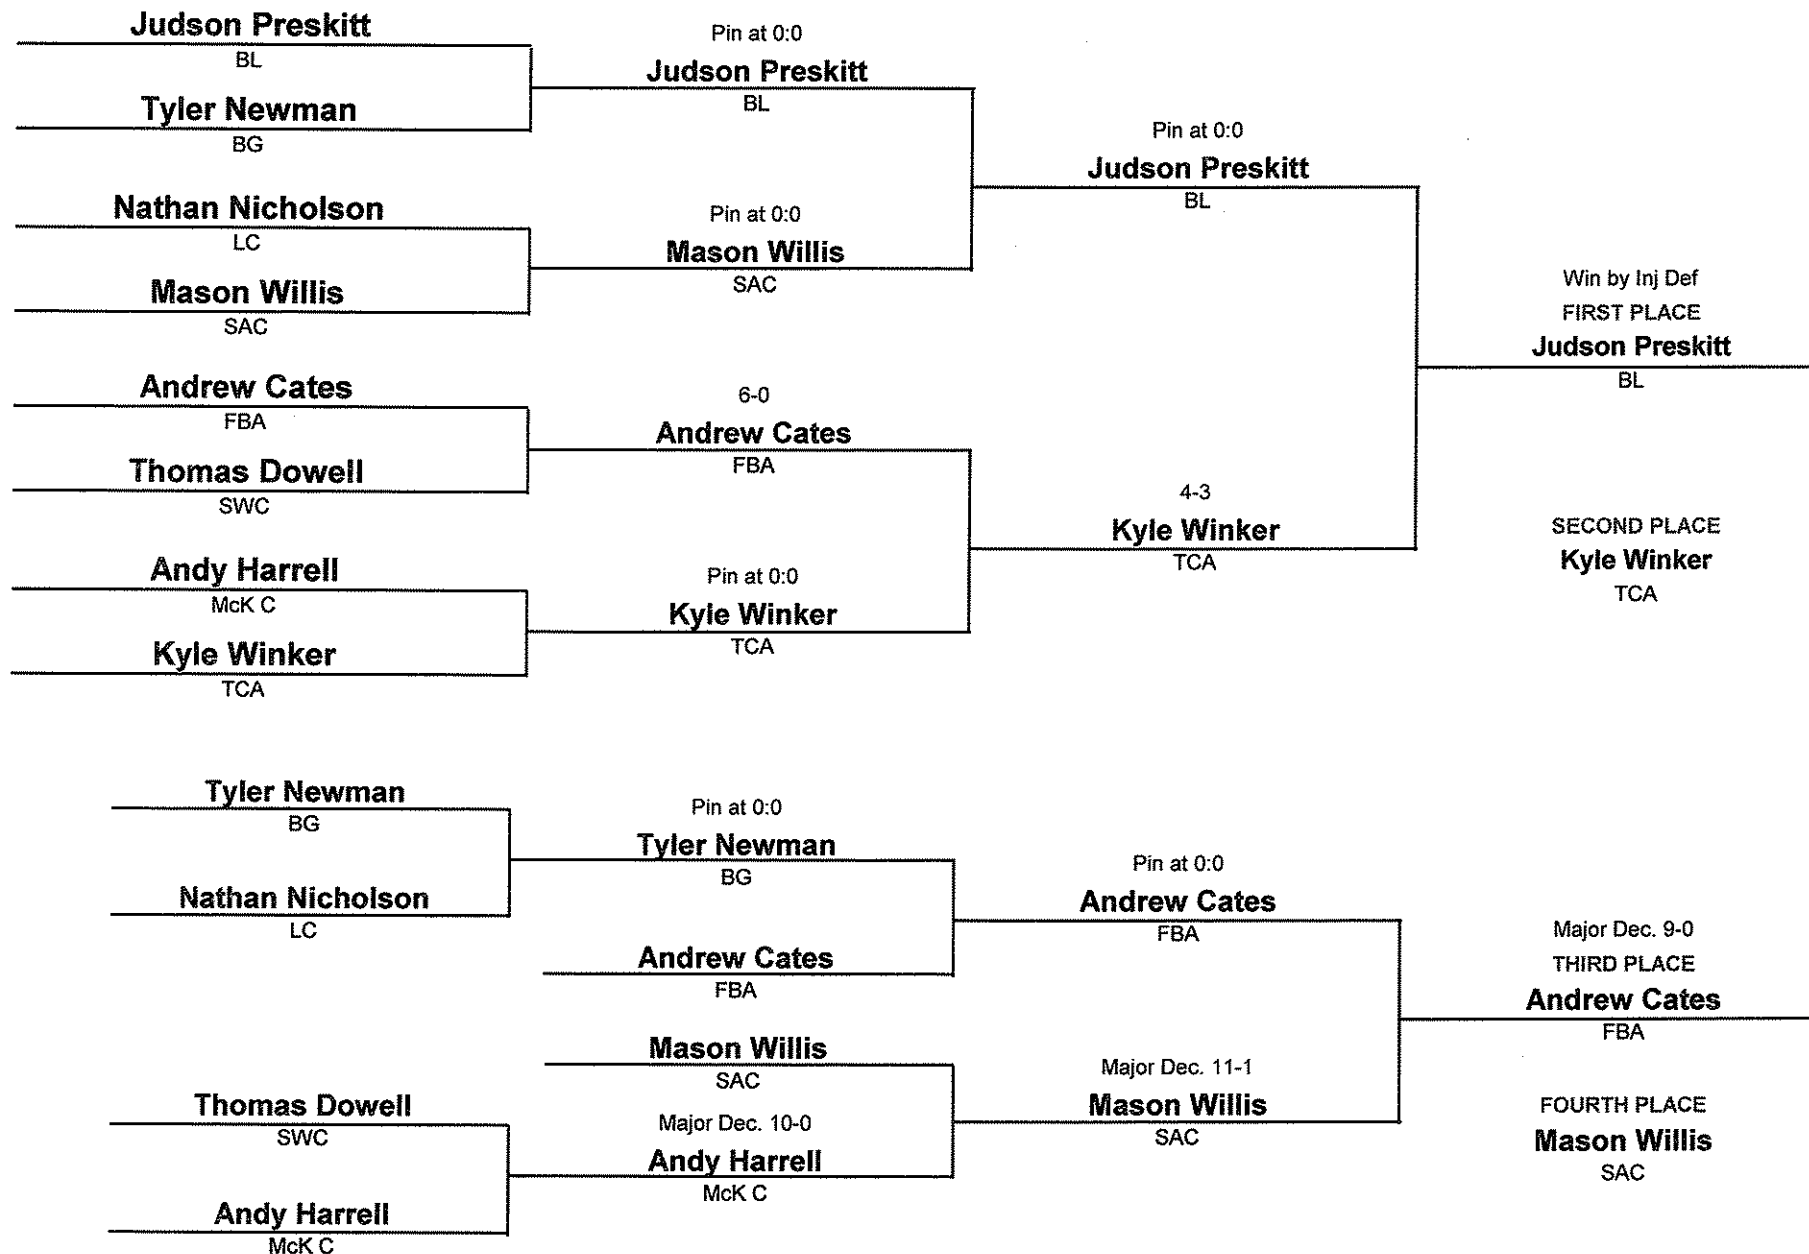 Judson Preskitt
BL
Tyler Newman
BG
Nathan Nicholson
LC
Mason Willis
SAC
Andrew Cates
FBA
Thomas Dowell
SWC
Andy Harrell
McK C
Kyle Winker
TCA
Pin at 0:0
Judson Preskitt
BL
Pin at 0:0
Mason Willis
SAC
6-0
Andrew Cates
FBA
Pin at 0:0
Kyle Winker
TCA
Pin at 0:0
Judson Preskitt
BL
4-3
Kyle Winker
TCA
Win by Inj Def
FIRST PLACE
Judson Preskitt
BL
SECOND PLACE
Kyle Winker
TCA
Tyler Newman
BG
Nathan Nicholson
LC
Thomas Dowell
SWC
Andy Harrell
McK C
Pin at 0:0
Tyler Newman
BG
Andrew Cates
FBA
Mason Willis
SAC
Major Dec. 10-0
Andy Harrell
McK C
Pin at 0:0
Andrew Cates
FBA
Major Dec. 11-1
Mason Willis
SAC
Major Dec. 9-0
THIRD PLACE
Andrew Cates
FBA
FOURTH PLACE
Mason Willis
SAC